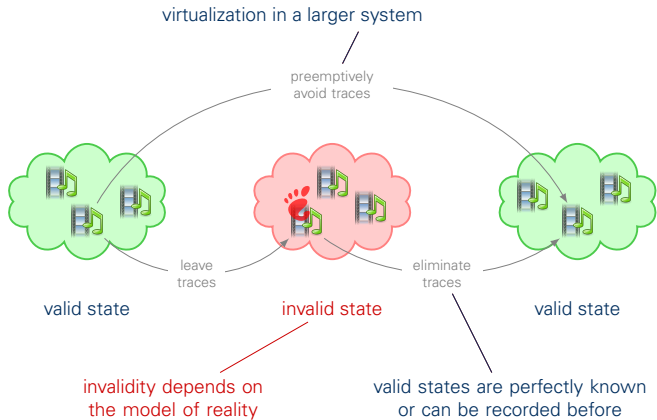 virtualization in a larger system
preemptively
avoid traces
leave
traces
eliminate
traces
valid state
invalid state
valid state
invalidity depends on
the model of reality
valid states are perfectly known
or can be recorded before